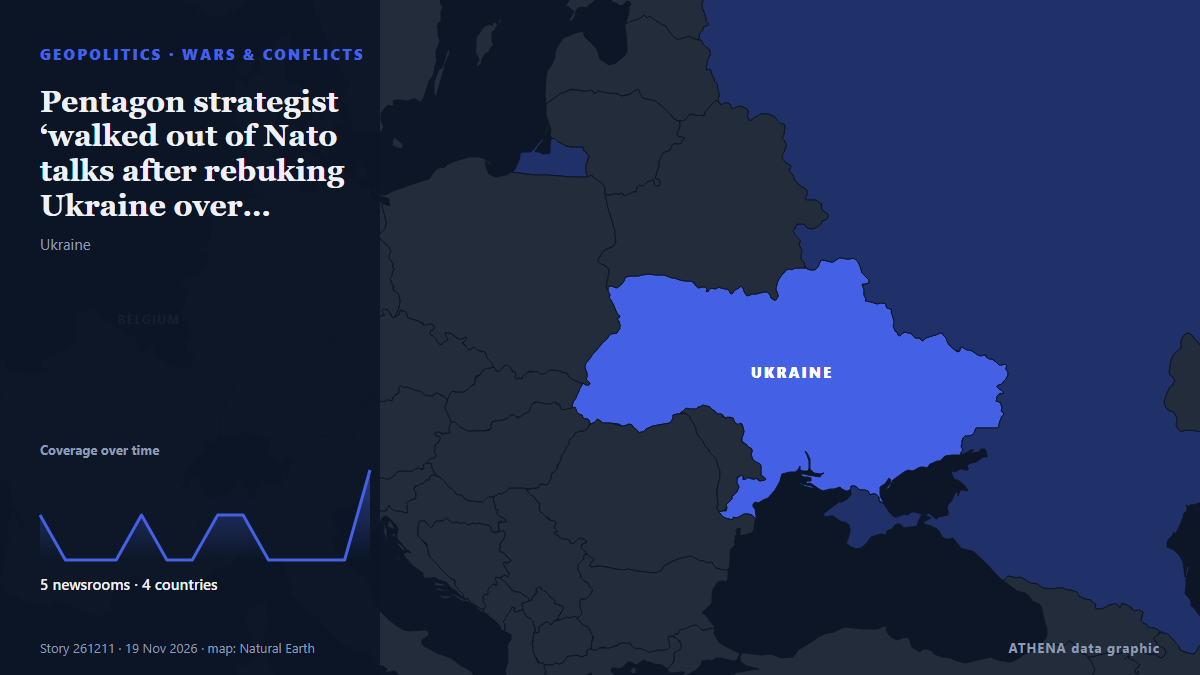 GEOPOLITICS · WARS & CONFLICTS
Pentagon strategist
‘walked out of Nato
talks after rebuking
Ukraine over...
Ukraine
BELGIUM
UKRAINE
Coverage over time
5 newsrooms · 4 countries
Story 261211 · 19 Nov 2026 · map: Natural Earth
ATHENA data graphic